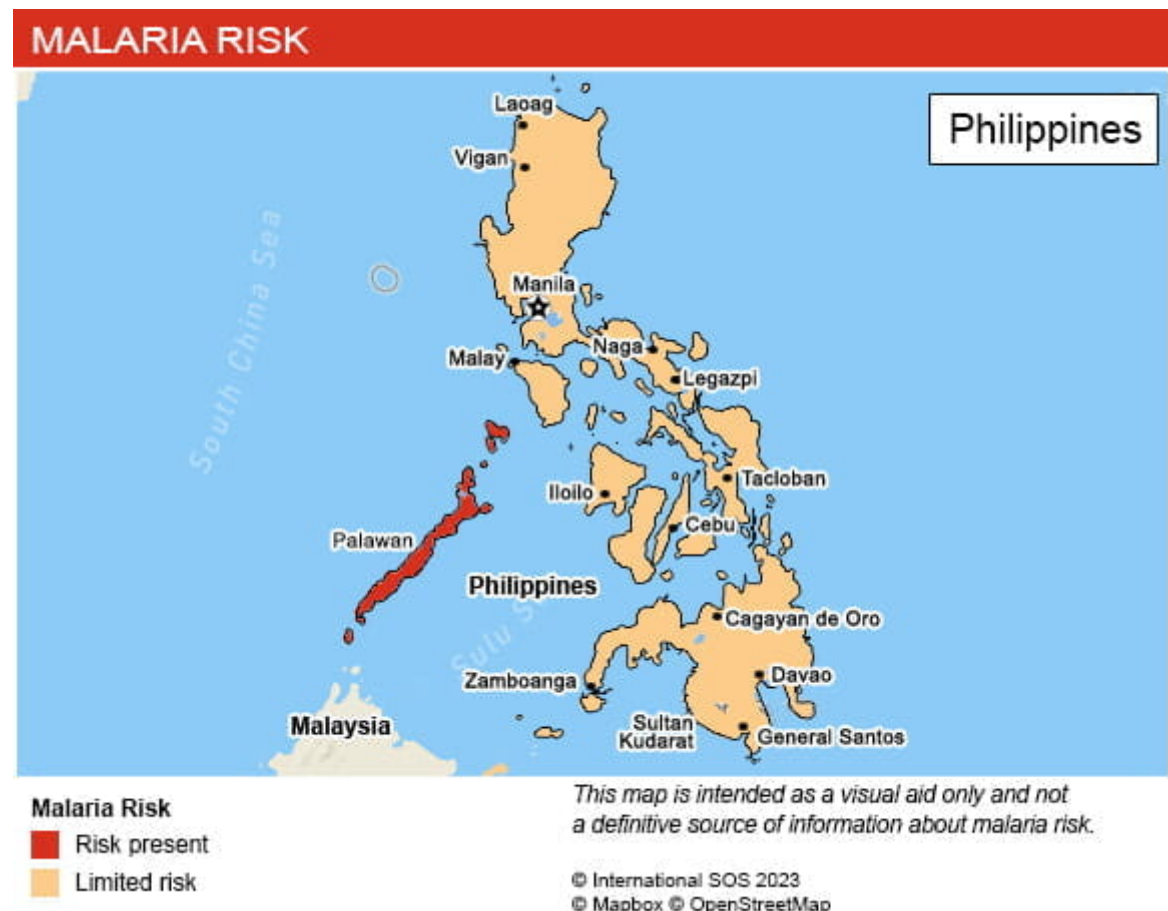 MALARIA RISK
Philippines
Laoag
Vigan
South China Sea
Manila
Malay
Naga
Legazpi
Tacloban
Iloilo
Cebu
Palawan
Philippines
Sulu
Cagayan de Oro
Zamboanga
Davao
Malaysia
Sultan
Kudarat
General Santos
Malaria Risk
Risk present
Limited risk
This map is intended as a visual aid only and not
a definitive source of information about malaria risk.
© International SOS 2023
© Mapbox © OpenStreetMap